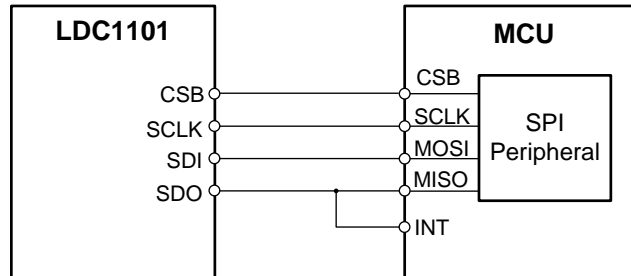 LDC1101
MCU
CSB
CSB
SCLK
SCLK
SDI
MOSI
SDO
MISO
INT
SPI
Peripheral